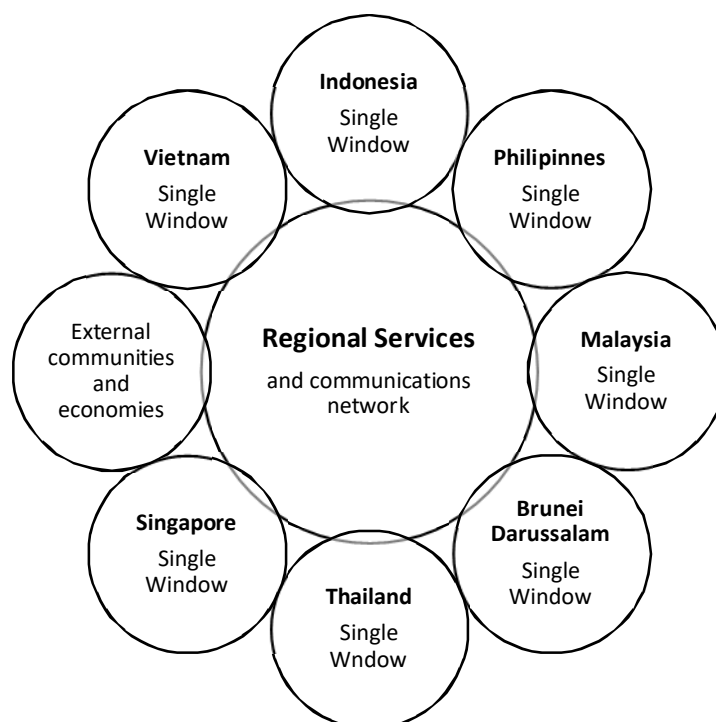 Indonesia
Single
Window
Philipinnes
Single
Window
Malaysia
Single
Window
Brunei
Darussalam
Single
Window
Thailand
Single
Wndow
Singapore
Single
Window
External
communities
and
economies
Vietnam
Single
Window
Regional Services
and communications
network